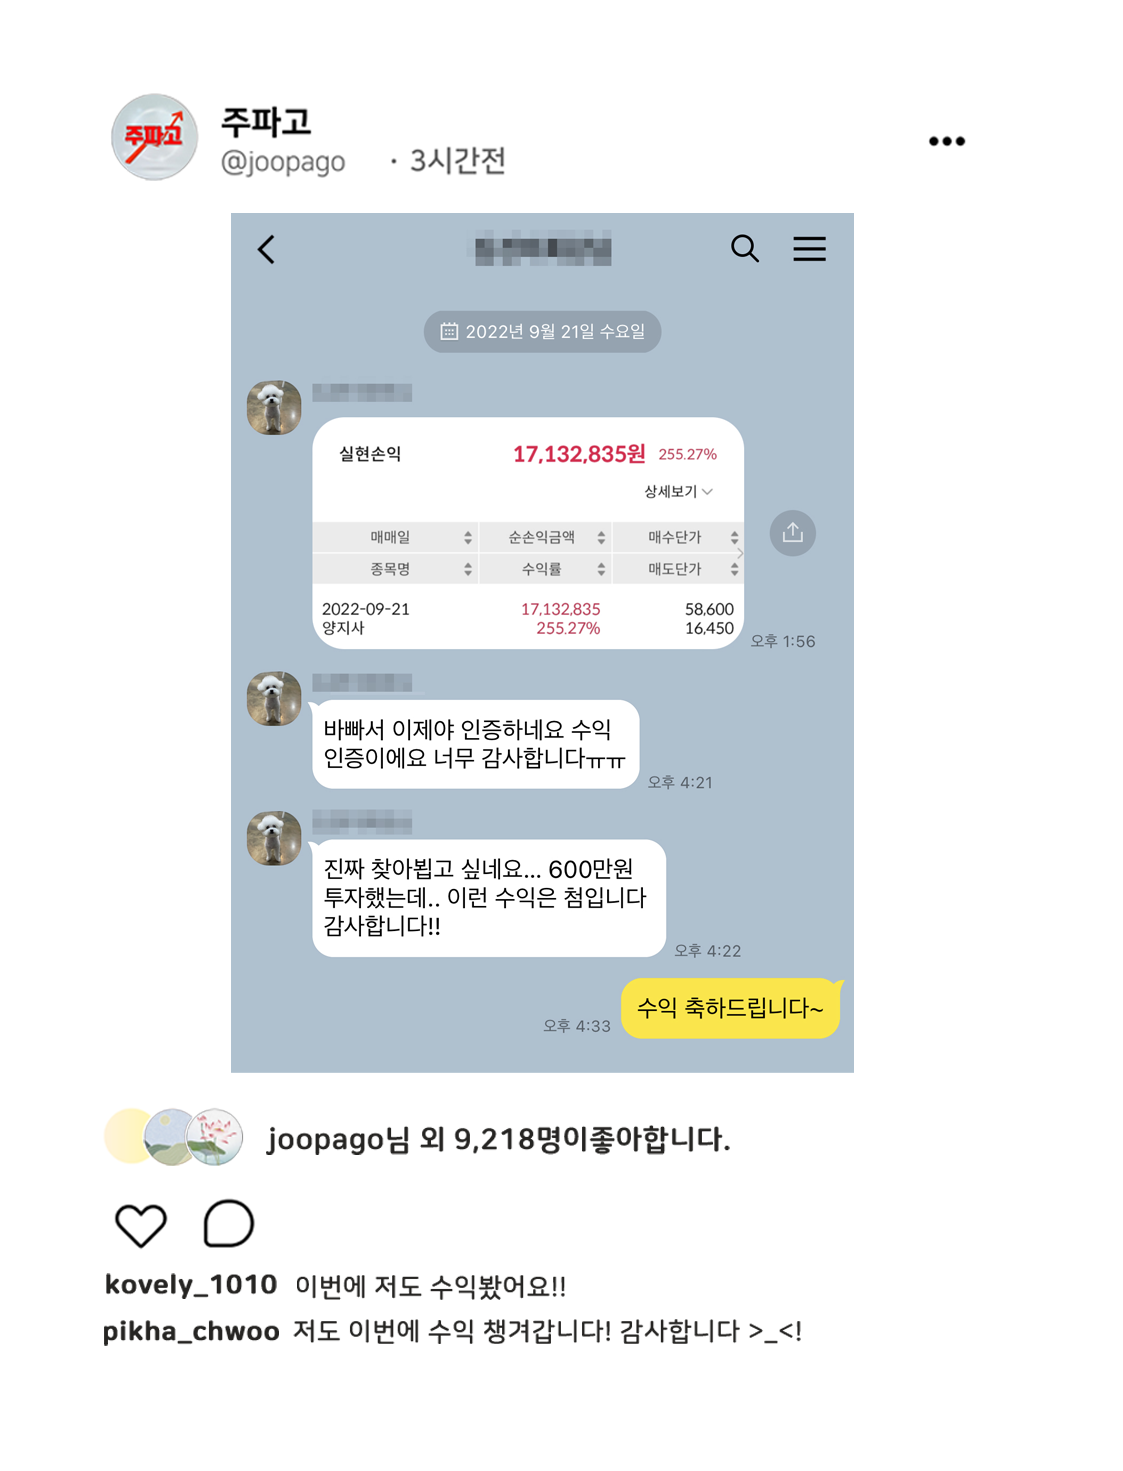 주파고
주파고
@joopago · 3시간전
2022년 9월 21일 수요일
실현손익 17,132,835원 255.27%
상세보기
매매일 순손익금액 매수단가
종목명 수익률 매도단가
2022-09-21 17,132,835 58,600
양지사 255.27% 16,450
오후 1:56
바빠서 이제야 인증하네요 수익
인증이에요 너무 감사합니다ㅠㅠ
오후 4:21
진짜 찾아뵙고 싶네요... 600만원
투자했는데.. 이런 수익은 첨입니다
감사합니다!!
오후 4:22
수익 축하드립니다~
오후 4:33
joopago님 외 9,218명이좋아합니다.
kovely_1010 이번에 저도 수익봤어요!!
pikha_chwoo 저도 이번에 수익 챙겨갑니다! 감사합니다 >_<!